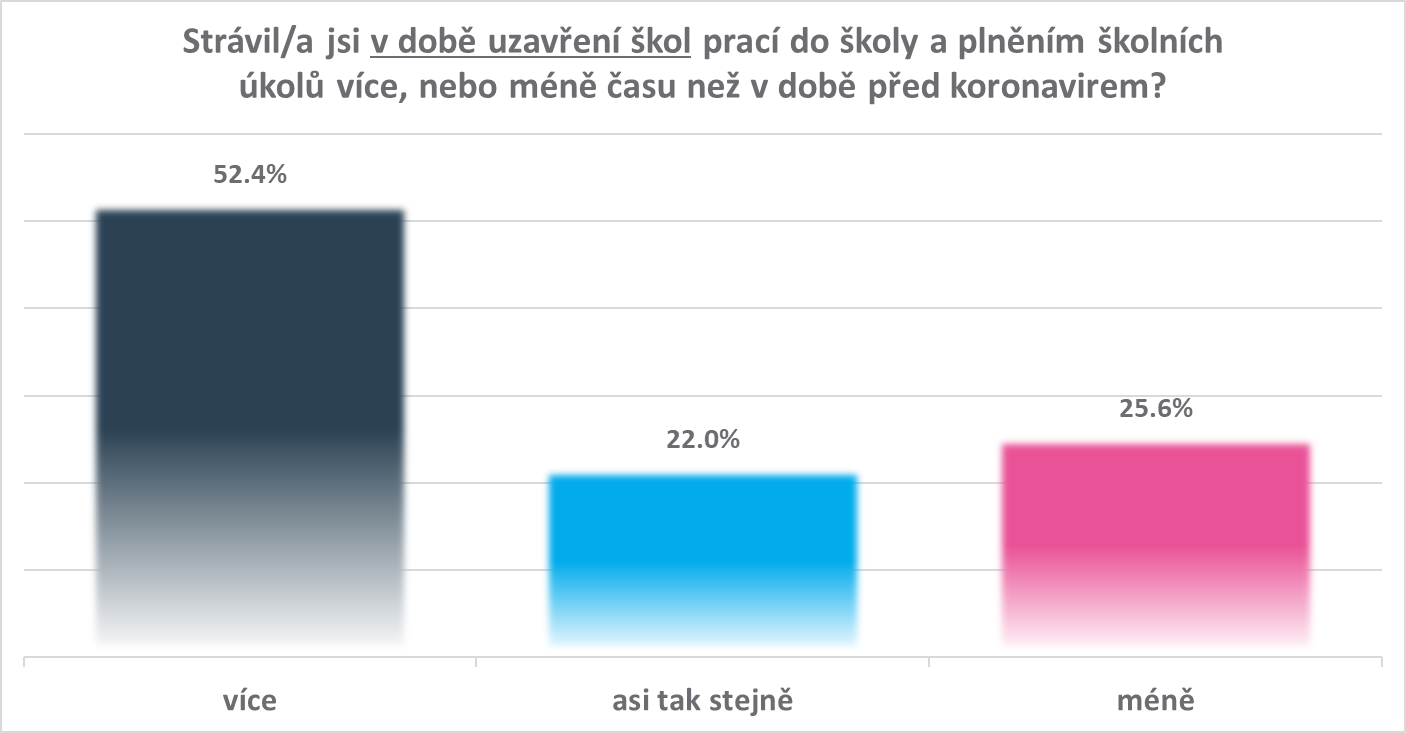 Strávil/a jsi v době uzavření škol prací do školy a plněním školních
úkolů více, nebo méně času než v době před koronavirem?
52.4%
22.0%
25.6%
více
asi tak stejně
méně